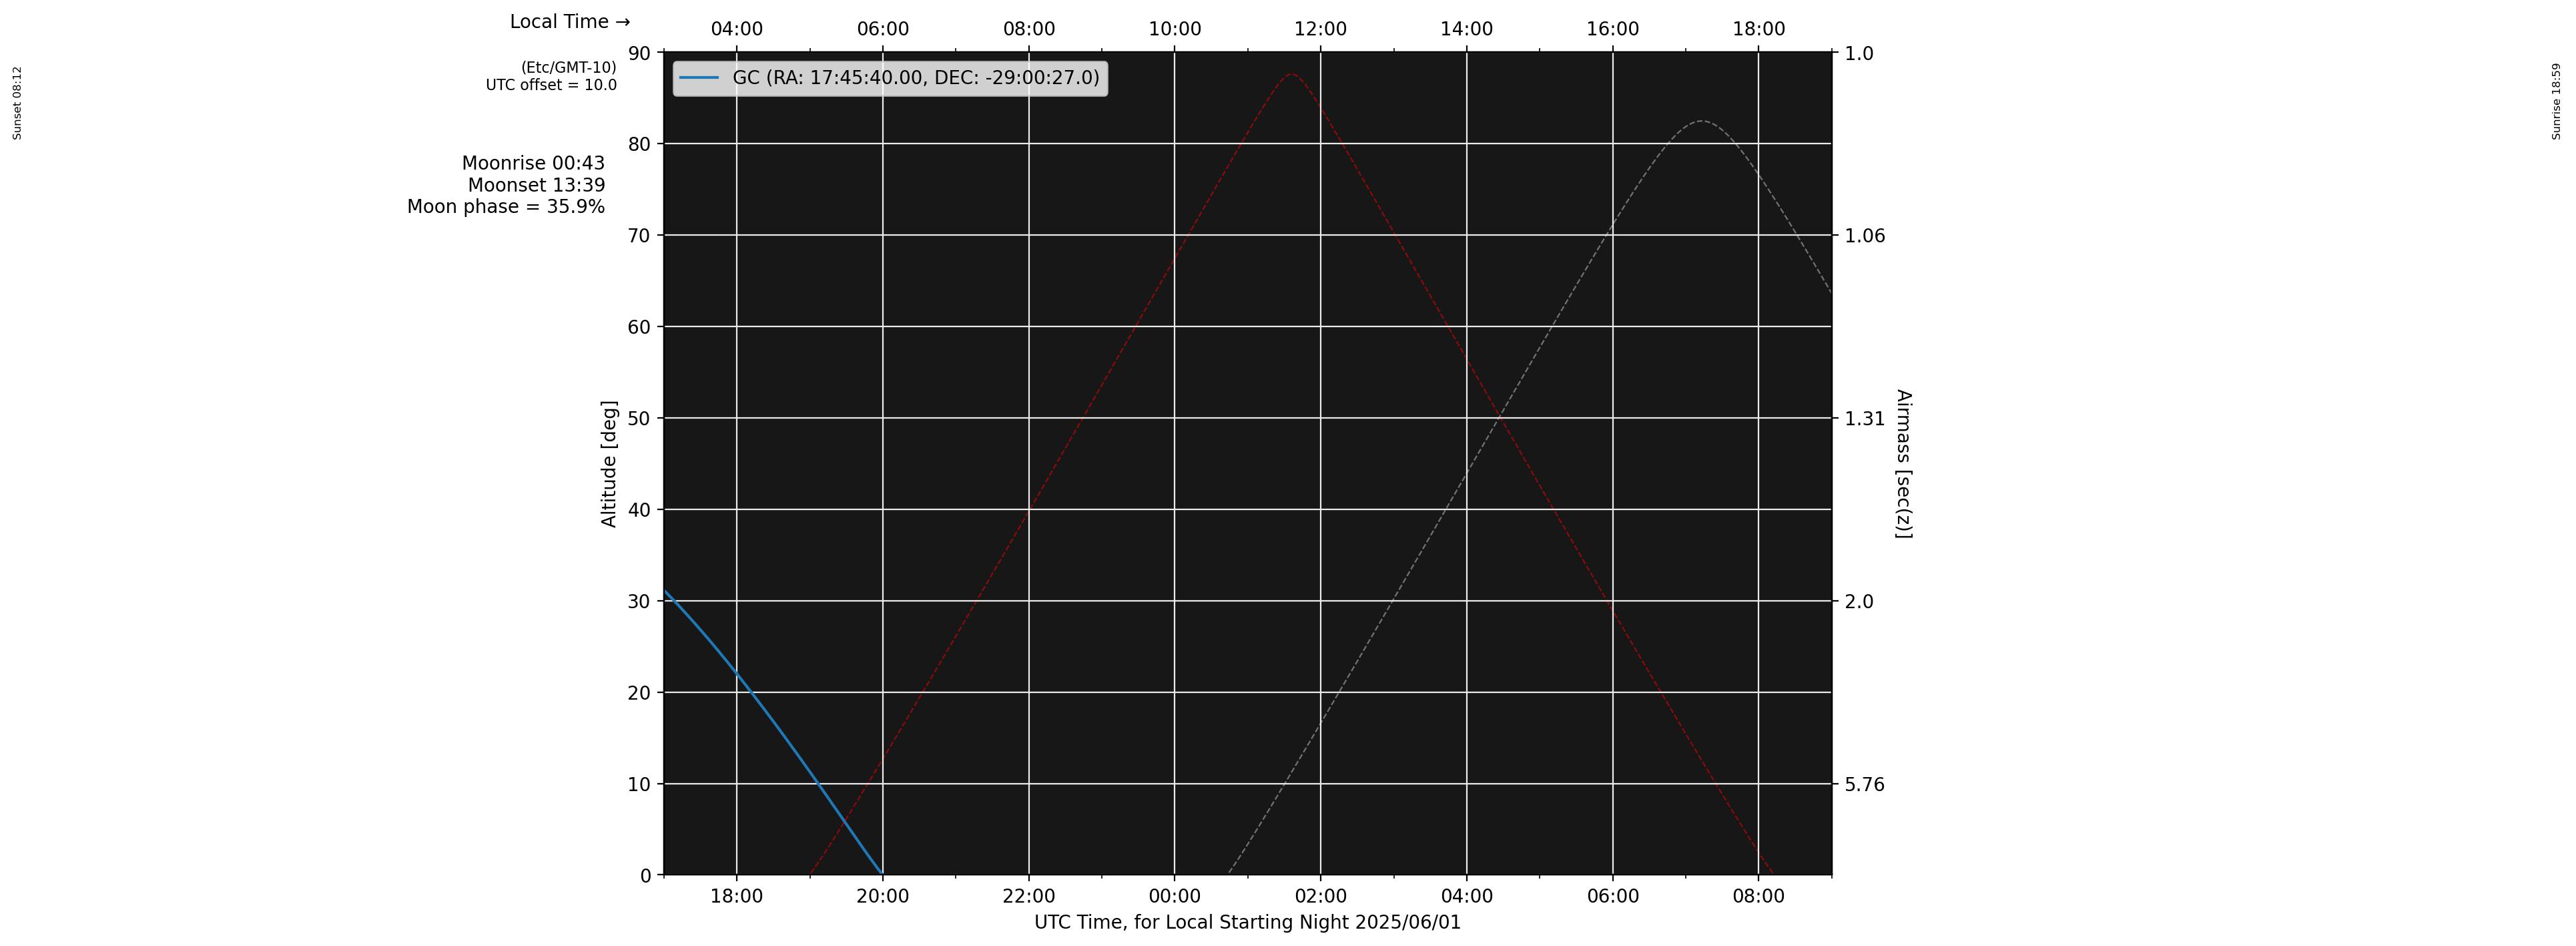 Local Time →
04:00 06:00 08:00 10:00 12:00 14:00 16:00 18:00
(Etc/GMT-10)
UTC offset = 10.0
Sunset 08:12
Sunrise 18:59
GC (RA: 17:45:40.00, DEC: -29:00:27.0)
Moonrise 00:43
Moonset 13:39
Moon phase = 35.9%
Altitude [deg]
90
80
70
60
50
40
30
20
10
0
1.0
1.06
1.31
2.0
5.76
Airmass [sec(z)]
18:00 20:00 22:00 00:00 02:00 04:00 06:00 08:00
UTC Time, for Local Starting Night 2025/06/01